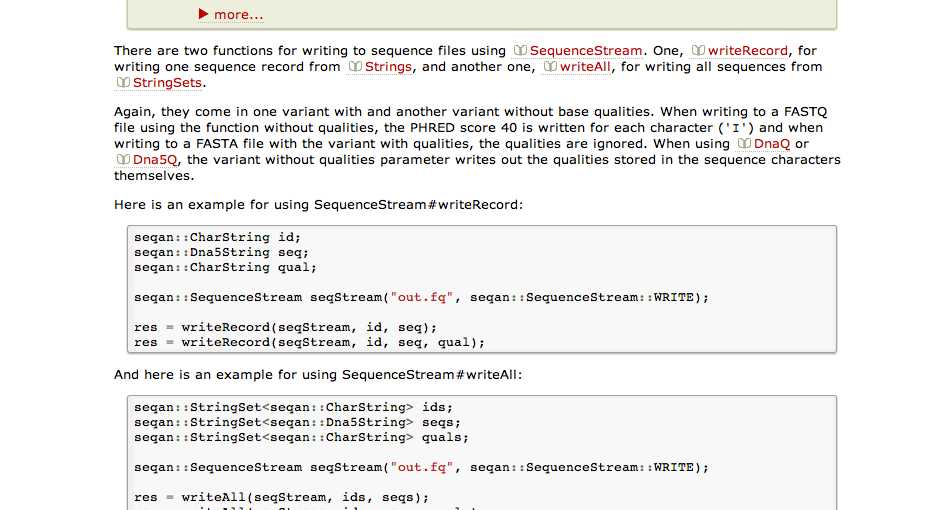 ▶ more...
There are two functions for writing to sequence files using SequenceStream. One, writeRecord, for
writing one sequence record from Strings, and another one, writeAll, for writing all sequences from
StringSets.
Again, they come in one variant with and another variant without base qualities. When writing to a FASTQ
file using the function without qualities, the PHRED score 40 is written for each character ('I') and when
writing to a FASTA file with the variant with qualities, the qualities are ignored. When using DnaQ or
Dna5Q, the variant without qualities parameter writes out the qualities stored in the sequence characters
themselves.
Here is an example for using SequenceStream#writeRecord:
seqan::CharString id;
seqan::Dna5String seq;
seqan::CharString qual;
seqan::SequenceStream seqStream("out.fq", seqan::SequenceStream::WRITE);
res = writeRecord(seqStream, id, seq);
res = writeRecord(seqStream, id, seq, qual);
And here is an example for using SequenceStream#writeAll:
seqan::StringSet<seqan::CharString> ids;
seqan::StringSet<seqan::Dna5String> seqs;
seqan::StringSet<seqan::CharString> quals;
seqan::SequenceStream seqStream("out.fq", seqan::SequenceStream::WRITE);
res = writeAll(seqStream, ids, seqs);